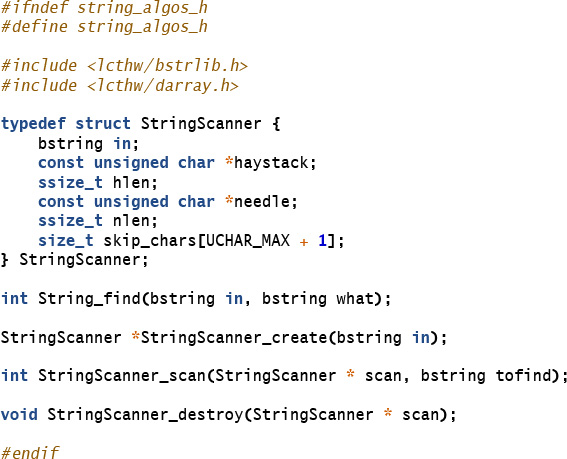 #ifndef string_algos_h
#define string_algos_h
#include <lcthw/bstrlib.h>
#include <lcthw/darray.h>
typedef struct StringScanner {
    bstring in;
    const unsigned char *haystack;
    ssize_t hlen;
    const unsigned char *needle;
    ssize_t nlen;
    size_t skip_chars[UCHAR_MAX + 1];
} StringScanner;
int String_find(bstring in, bstring what);
StringScanner *StringScanner_create(bstring in);
int StringScanner_scan(StringScanner * scan, bstring tofind);
void StringScanner_destroy(StringScanner * scan);
#endif